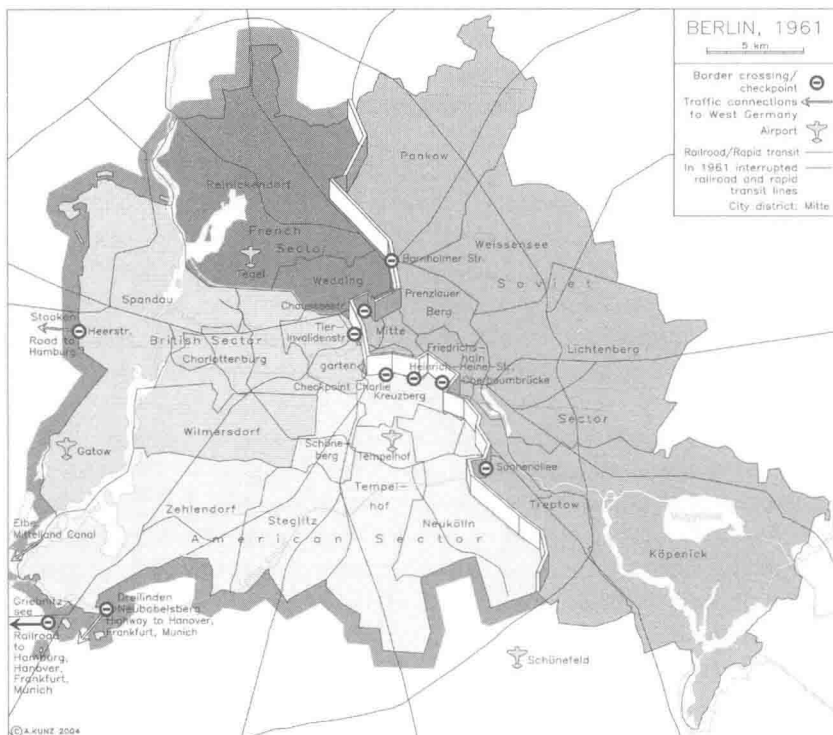 BERLIN, 1961
5 km
Border crossing/
checkpoint
Traffic connections
to West Germany
Airport
Railroad/Rapid transit
In 1961 interrupted
railroad and rapid
transit lines
City district: Mitte
Pankow
Reinickendorf
French
Sector
Tegel
Wedding
Weissensee
Soviet
Bornholmer Str.
Prenzlauer
Berg
Spandau
Chausseestr.
Staaken
Road to
Hamburg
Heerstr.
British Sector
Charlottenburg
Tier-
Invalidenstr.
Mitte
Friedrichs-
hain
Lichtenberg
garten
Heinrich-Heine-Str.
Checkpoint Charlie
Oberbaumbrücke
Kreuzberg
Sector
Wilmersdorf
Schöne-
berg
Tempelhof
Gatow
Sonnenallee
Zehlendorf
Steglitz
Tempel-
hof
Neukölln
Treptow
American Sector
Elbe
Mittelland Canal
Köpenick
Griebnitz-
see
Railroad
to
Hamburg,
Hanover,
Frankfurt,
Munich
Dreilinden
Neubabelsberg
Highway to Hanover,
Frankfurt, Munich
Schünefeld
©A.KUNZ 2004